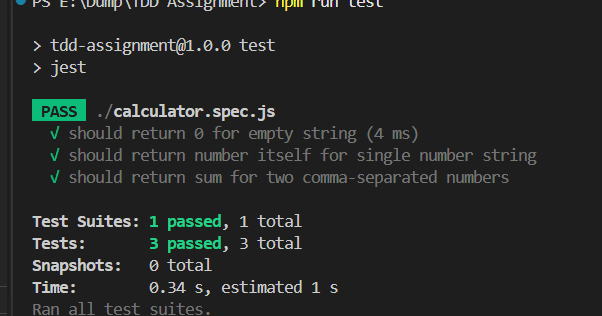 PS E:\Dump\TDD Assignment> npm run test
> tdd-assignment@1.0.0 test
> jest
PASS ./calculator.spec.js
√ should return 0 for empty string (4 ms)
√ should return number itself for single number string
√ should return sum for two comma-separated numbers
Test Suites: 1 passed, 1 total
Tests: 3 passed, 3 total
Snapshots: 0 total
Time: 0.34 s, estimated 1 s
Ran all test suites.